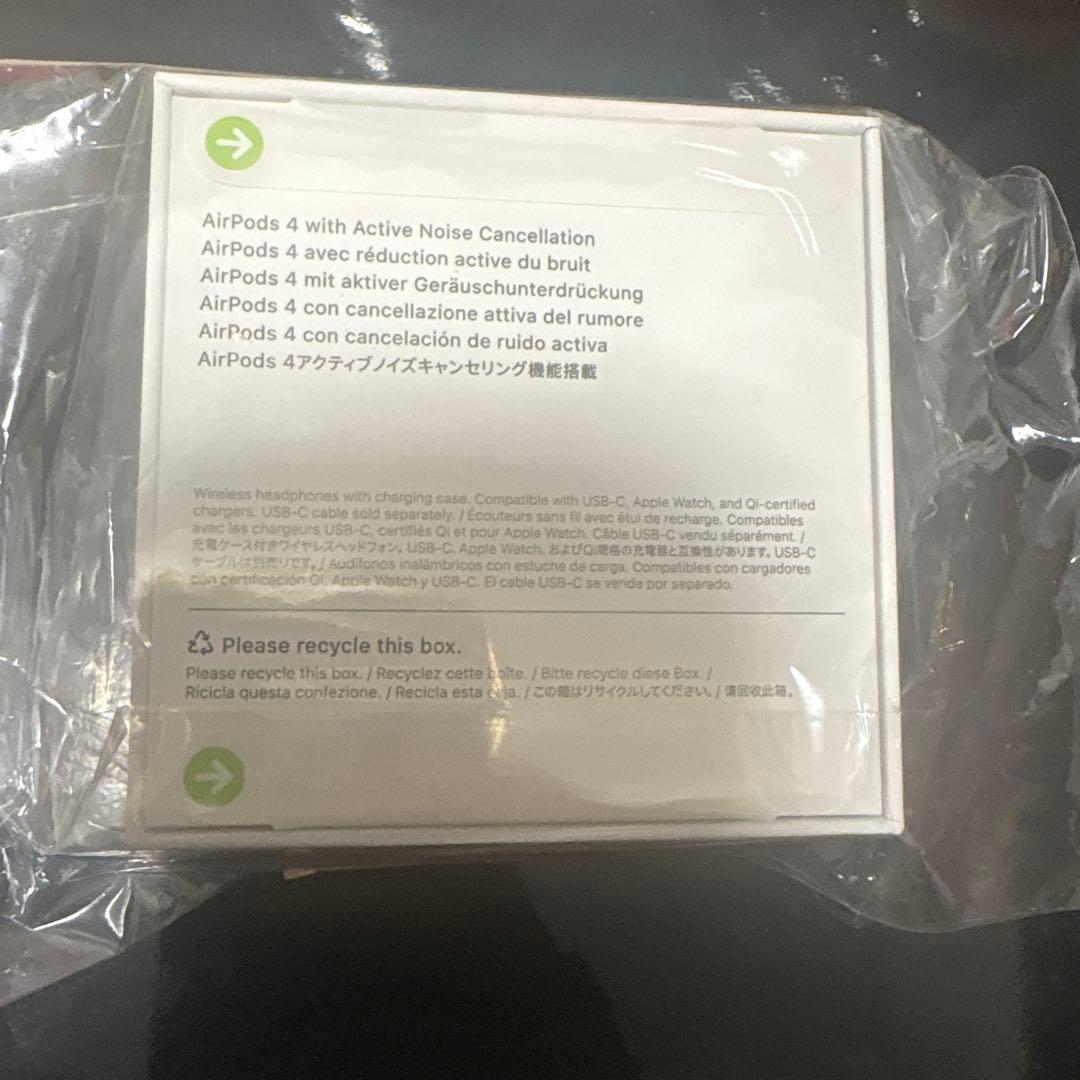 AirPods 4 with Active Noise Cancellation
AirPods 4 avec réduction active du bruit
AirPods 4 mit aktiver Geräuschunterdrückung
AirPods 4 con cancellazione attiva del rumore
AirPods 4 con cancelación de ruido activa
AirPods 4アクティブノイズキャンセリング機能搭載
Wireless headphones with charging case. Compatible with USB-C, Apple Watch, and Qi-certified
chargers. USB-C cable sold separately. / Écouteurs sans fil avec étui de recharge. Compatibles
avec les chargeurs USB-C, certifiés Qi et pour Apple Watch. Câble USB-C vendu séparément. /
充電ケース付きワイヤレスヘッドフォン。USB-C、Apple Watch、およびQi規格の充電器と互換性があります。USB-C
ケーブルは別売りです。/ Audífonos inalámbricos con estuche de carga. Compatibles con cargadores
con certificación Qi, Apple Watch y USB-C. El cable USB-C se vende por separado.
Please recycle this box.
Please recycle this box. / Recyclez cette boîte. / Bitte recycle diese Box. /
Ricicla questa confezione. / Recicla esta caja. / この箱はリサイクルしてください。/ 请回收此箱。